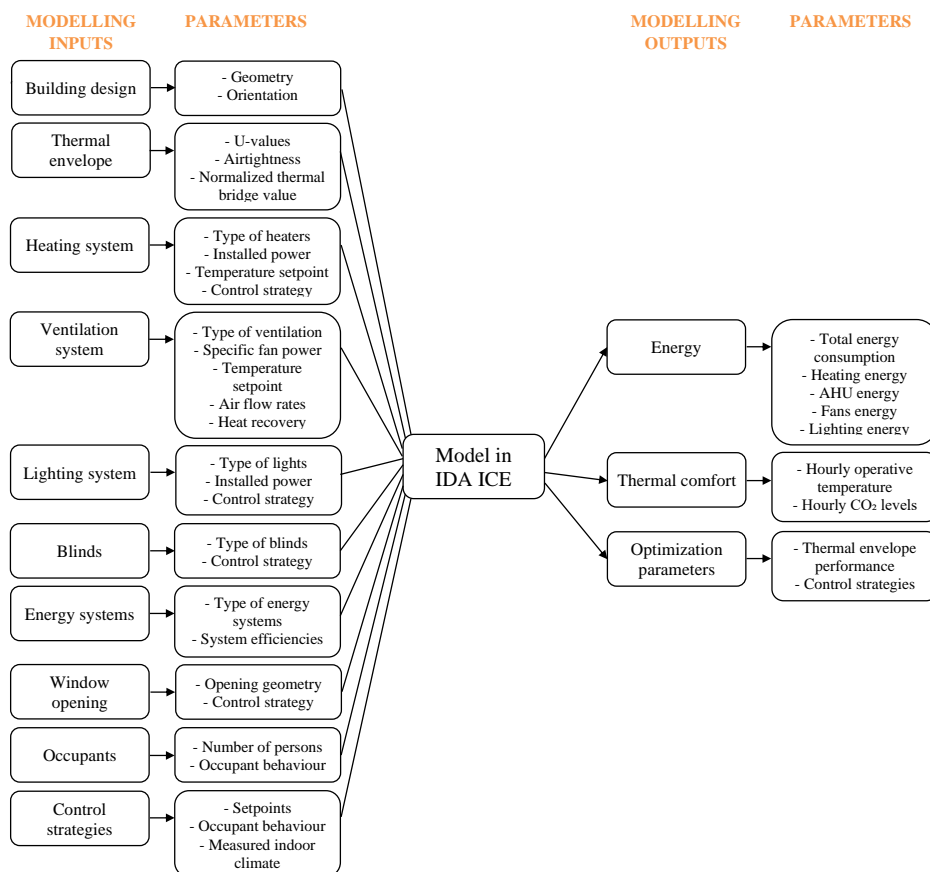 MODELLING
INPUTS
PARAMETERS
MODELLING
OUTPUTS
PARAMETERS
Building design
- Geometry
- Orientation
Thermal
envelope
- U-values
- Airtightness
- Normalized thermal
bridge value
Heating system
- Type of heaters
- Installed power
- Temperature setpoint
- Control strategy
Ventilation
system
- Type of ventilation
- Specific fan power
- Temperature
setpoint
- Air flow rates
- Heat recovery
Lighting system
- Type of lights
- Installed power
- Control strategy
Blinds
- Type of blinds
- Control strategy
Energy systems
- Type of energy
systems
- System efficiencies
Window
opening
- Opening geometry
- Control strategy
Occupants
- Number of persons
- Occupant behaviour
Control
strategies
- Setpoints
- Occupant behaviour
- Measured indoor
climate
Model in
IDA ICE
Energy
- Total energy
consumption
- Heating energy
- AHU energy
- Fans energy
- Lighting energy
Thermal comfort
- Hourly operative
temperature
- Hourly CO₂ levels
Optimization
parameters
- Thermal envelope
performance
- Control strategies